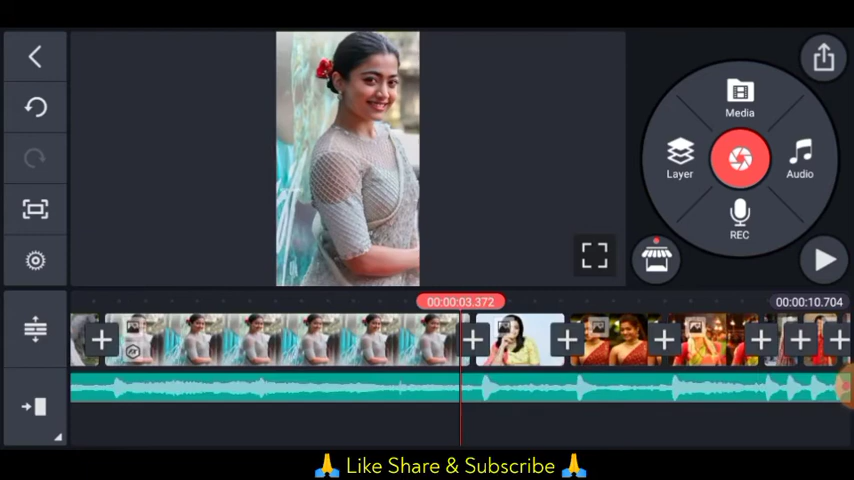 Media
Layer
Audio
REC
00:00:03.372
00:00:10.704
🙏 Like Share & Subscribe 🙏